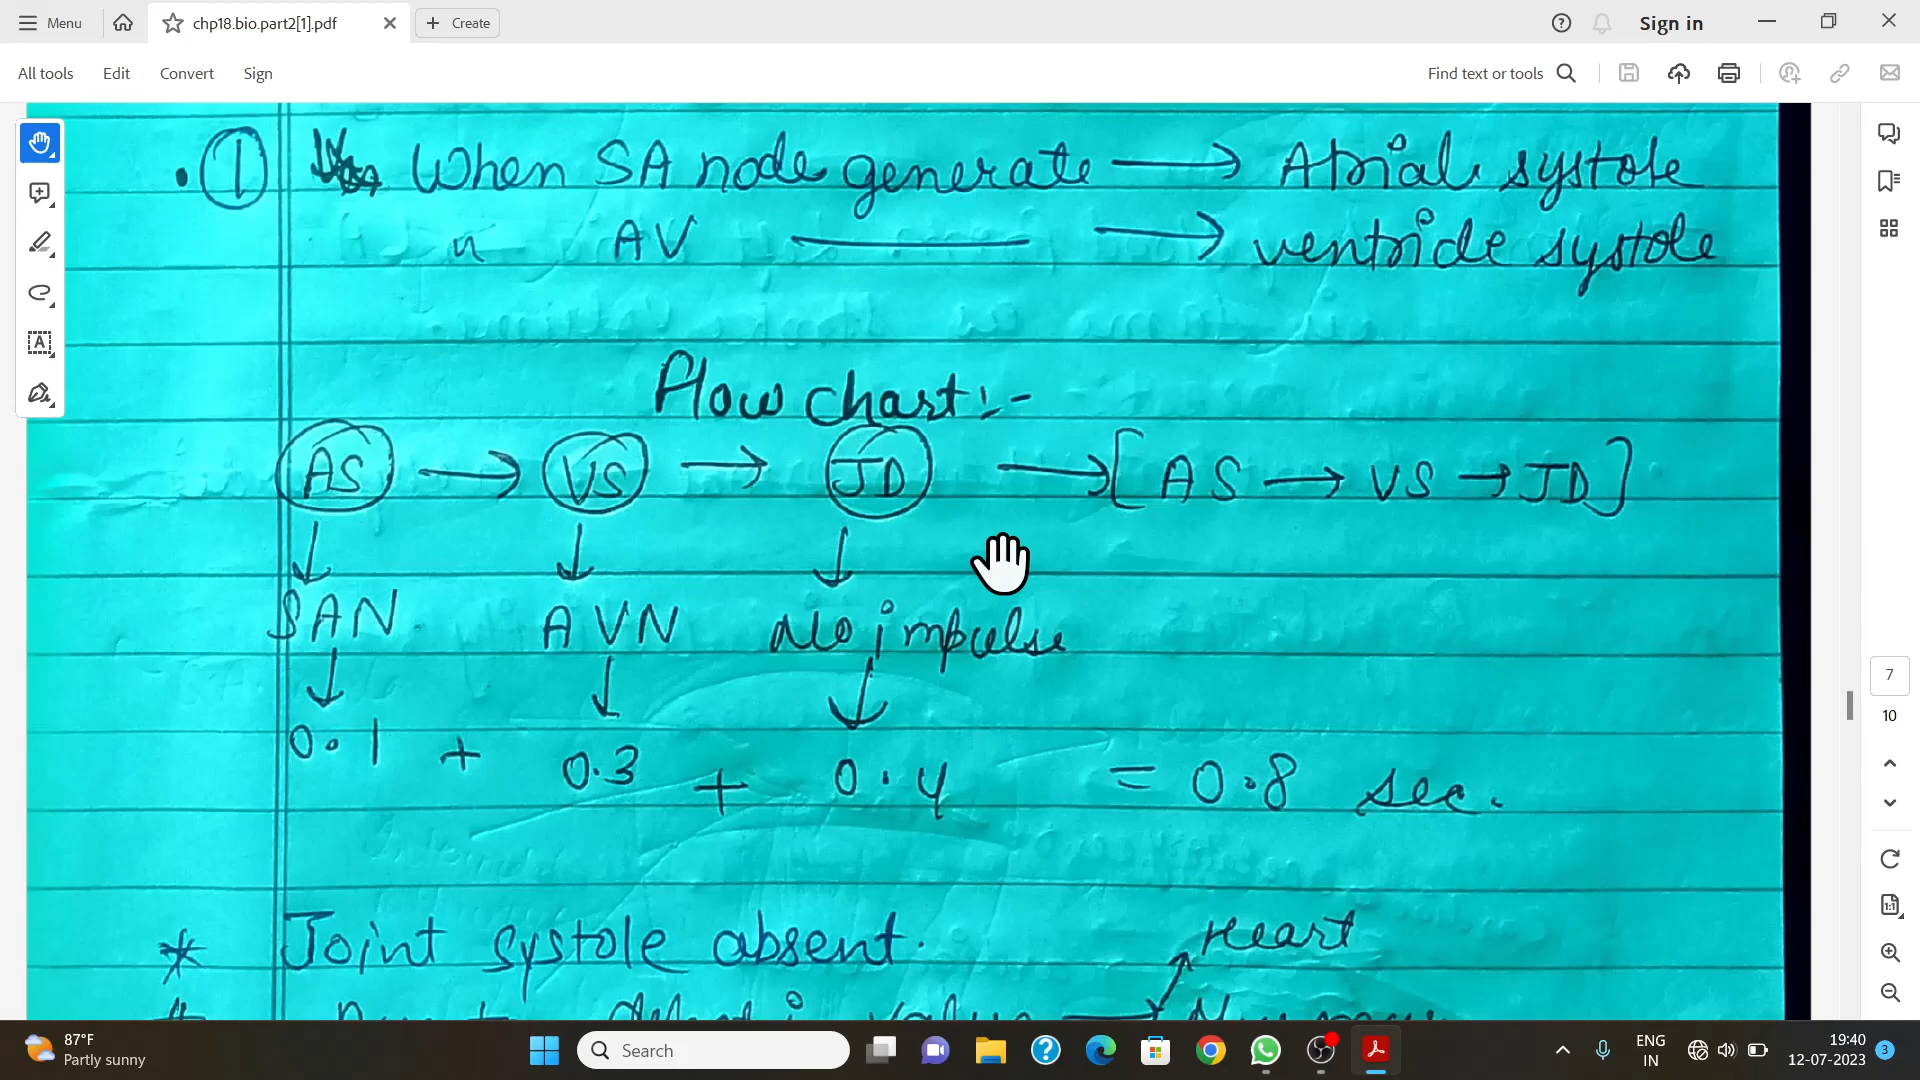 Menu
chp18.bio.part2[1].pdf
Create
Sign in
All tools
Edit
Convert
Sign
Find text or tools
① When SA node generate → Atrial systole
〃 AV —— → ventricle systole
Flow chart :-
AS → VS → JD → [AS → VS → JD]
↓ ↓ ↓
SAN AVN No impulse
↓ ↓ ↓
0.1 + 0.3 + 0.4 = 0.8 sec.
* Joint systole absent.
Heart
7
10
87°F
Partly sunny
Search
ENG
IN
19:40
12-07-2023
3